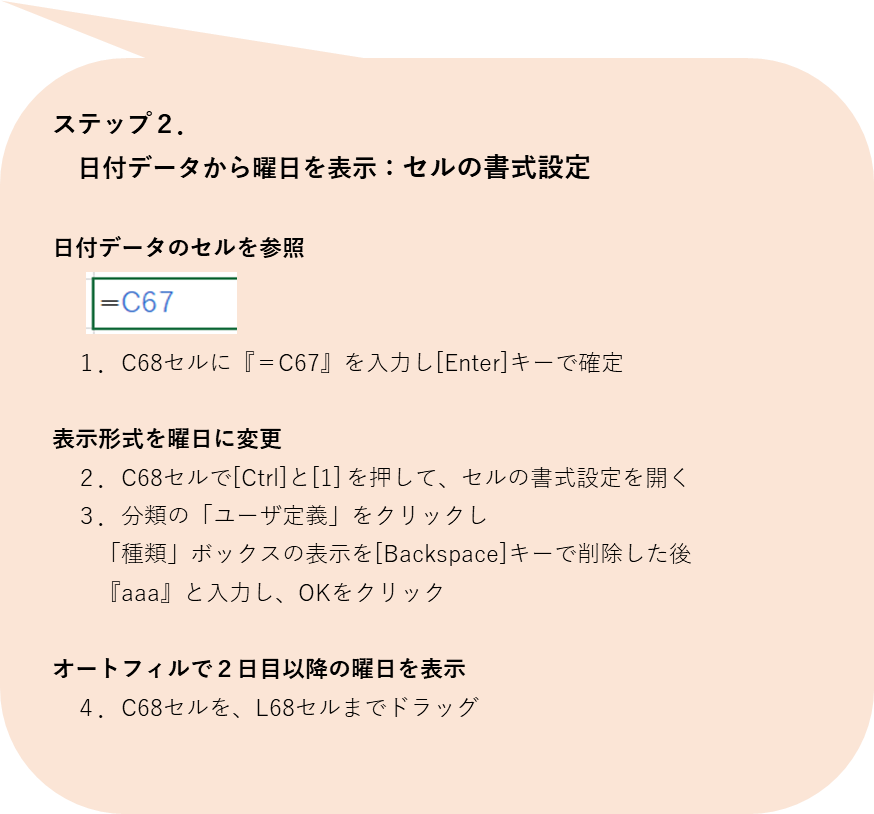 ステップ２．
日付データから曜日を表示：セルの書式設定
日付データのセルを参照
=C67
１．C68セルに『＝C67』を入力し[Enter]キーで確定
表示形式を曜日に変更
２．C68セルで[Ctrl]と[1]を押して、セルの書式設定を開く
３．分類の「ユーザ定義」をクリックし
「種類」ボックスの表示を[Backspace]キーで削除した後
『aaa』と入力し、OKをクリック
オートフィルで２日目以降の曜日を表示
４．C68セルを、L68セルまでドラッグ